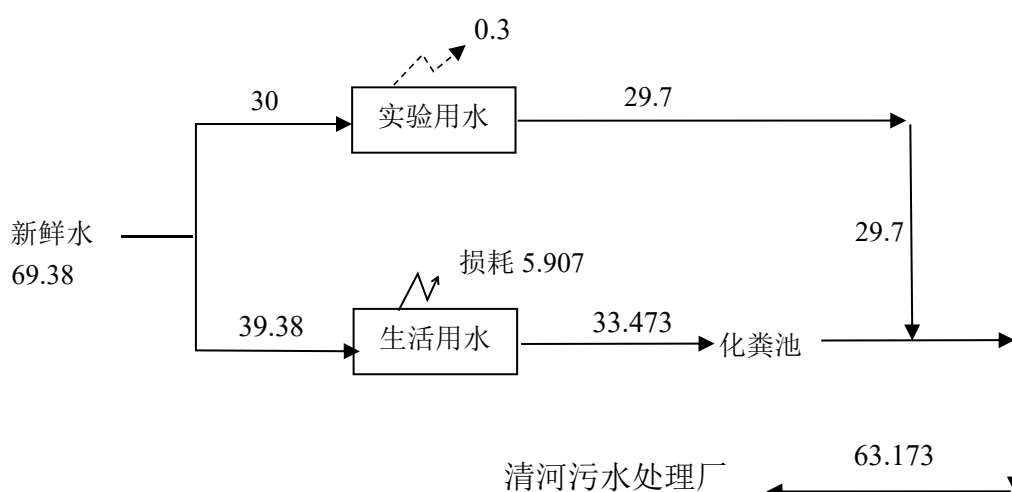 0.3
30
实验用水
29.7
新鲜水
69.38
29.7
损耗 5.907
39.38
生活用水
33.473
化粪池
63.173
清河污水处理厂